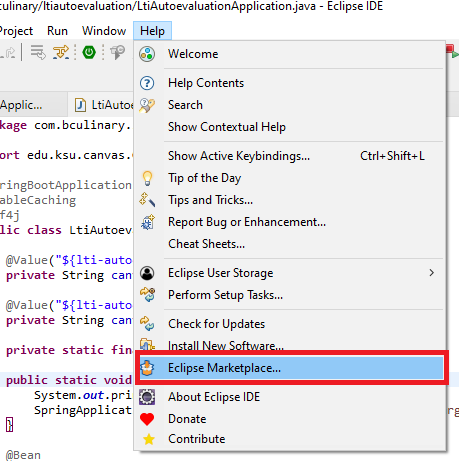 culinary/ltiautoevaluation/LtiAutoevaluationApplication.java - Eclipse IDE
Project Run Window Help
Welcome
Help Contents
Search
Show Contextual Help
Show Active Keybindings... Ctrl+Shift+L
Tip of the Day
Tips and Tricks...
Report Bug or Enhancement...
Cheat Sheets...
Eclipse User Storage
Perform Setup Tasks...
Check for Updates
Install New Software...
Eclipse Marketplace...
About Eclipse IDE
Donate
Contribute
Applic... LtiAutoe
kage com.bculinary.
ort edu.ksu.canvas.
ringBootApplication
ableCaching
f4j
lic class LtiAutoev
@Value("${lti-auto
private String canv
@Value("${lti-auto
private String canv
private static fin
public static void
System.out.pri
SpringApplicat
rg
}
@Bean